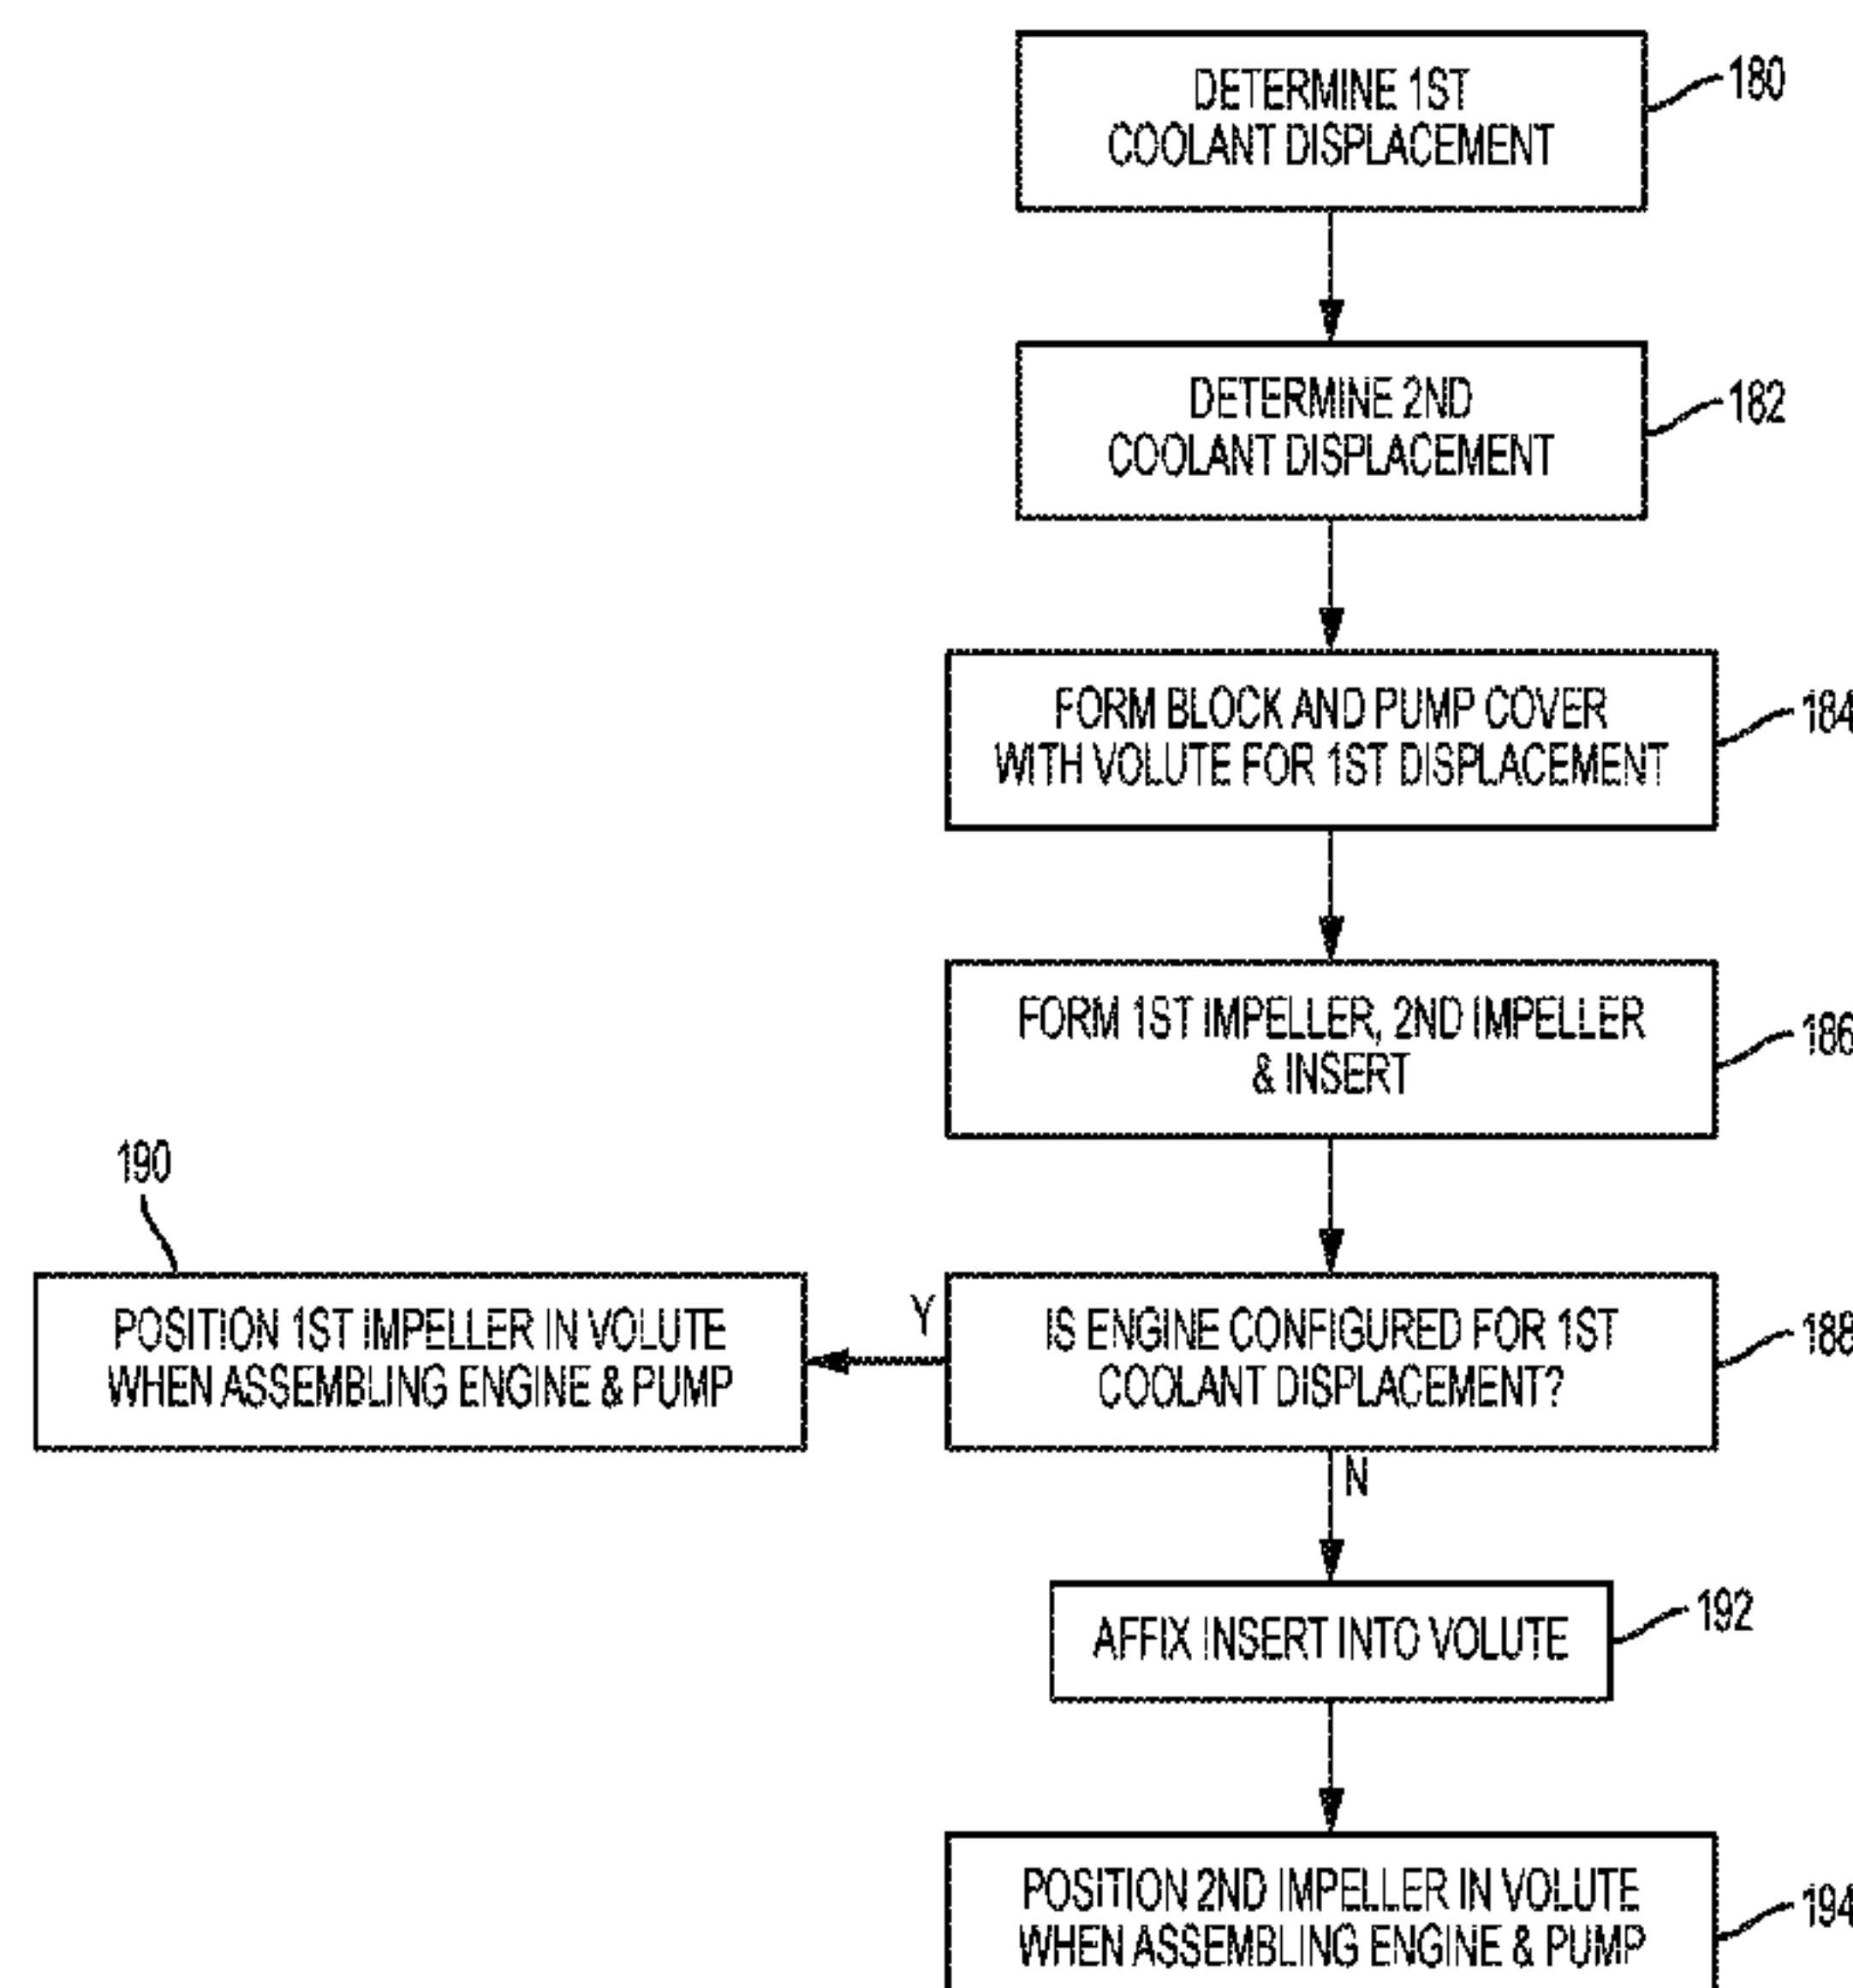 DETERMINE 1ST
COOLANT DISPLACEMENT
180
DETERMINE 2ND
COOLANT DISPLACEMENT
182
FORM BLOCK AND PUMP COVER
WITH VOLUTE FOR 1ST DISPLACEMENT
184
FORM 1ST IMPELLER, 2ND IMPELLER
& INSERT
186
190
POSITION 1ST IMPELLER IN VOLUTE
WHEN ASSEMBLING ENGINE & PUMP
Y
IS ENGINE CONFIGURED FOR 1ST
COOLANT DISPLACEMENT?
188
N
AFFIX INSERT INTO VOLUTE
192
POSITION 2ND IMPELLER IN VOLUTE
WHEN ASSEMBLING ENGINE & PUMP
194